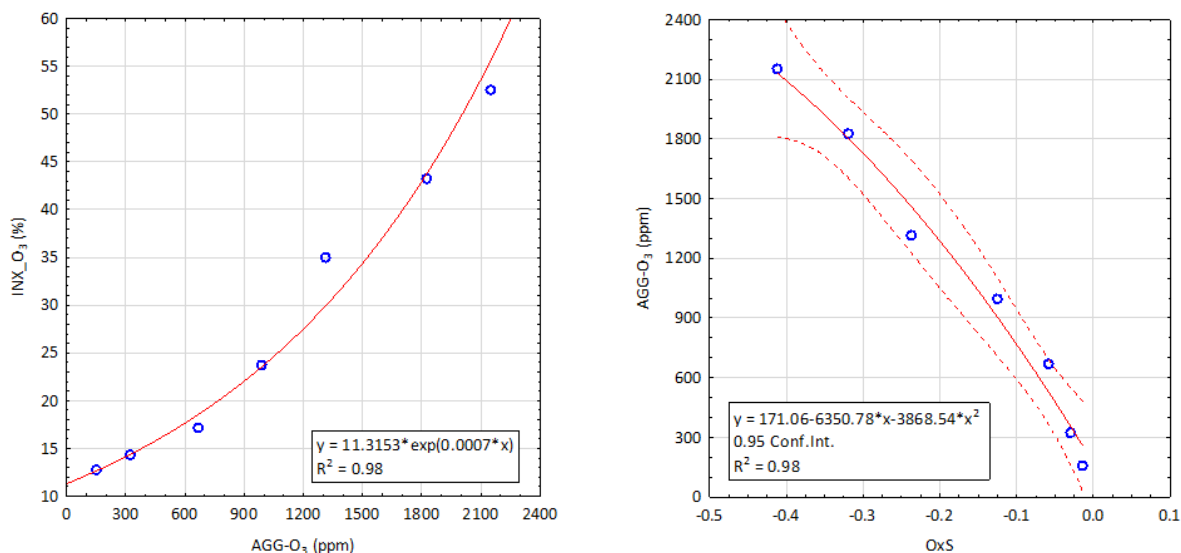 60
55
50
45
40
35
30
25
20
15
10
INX_O₃ (%)
y = 11.3153*exp(0.0007*x)
R² = 0.98
0 300 600 900 1200 1500 1800 2100 2400
AGG-O₃ (ppm)
2400
2100
1800
1500
1200
900
600
300
0
AGG-O₃ (ppm)
y = 171.06-6350.78*x-3868.54*x²
0.95 Conf.Int.
R² = 0.98
-0.5 -0.4 -0.3 -0.2 -0.1 0.0 0.1
OxS